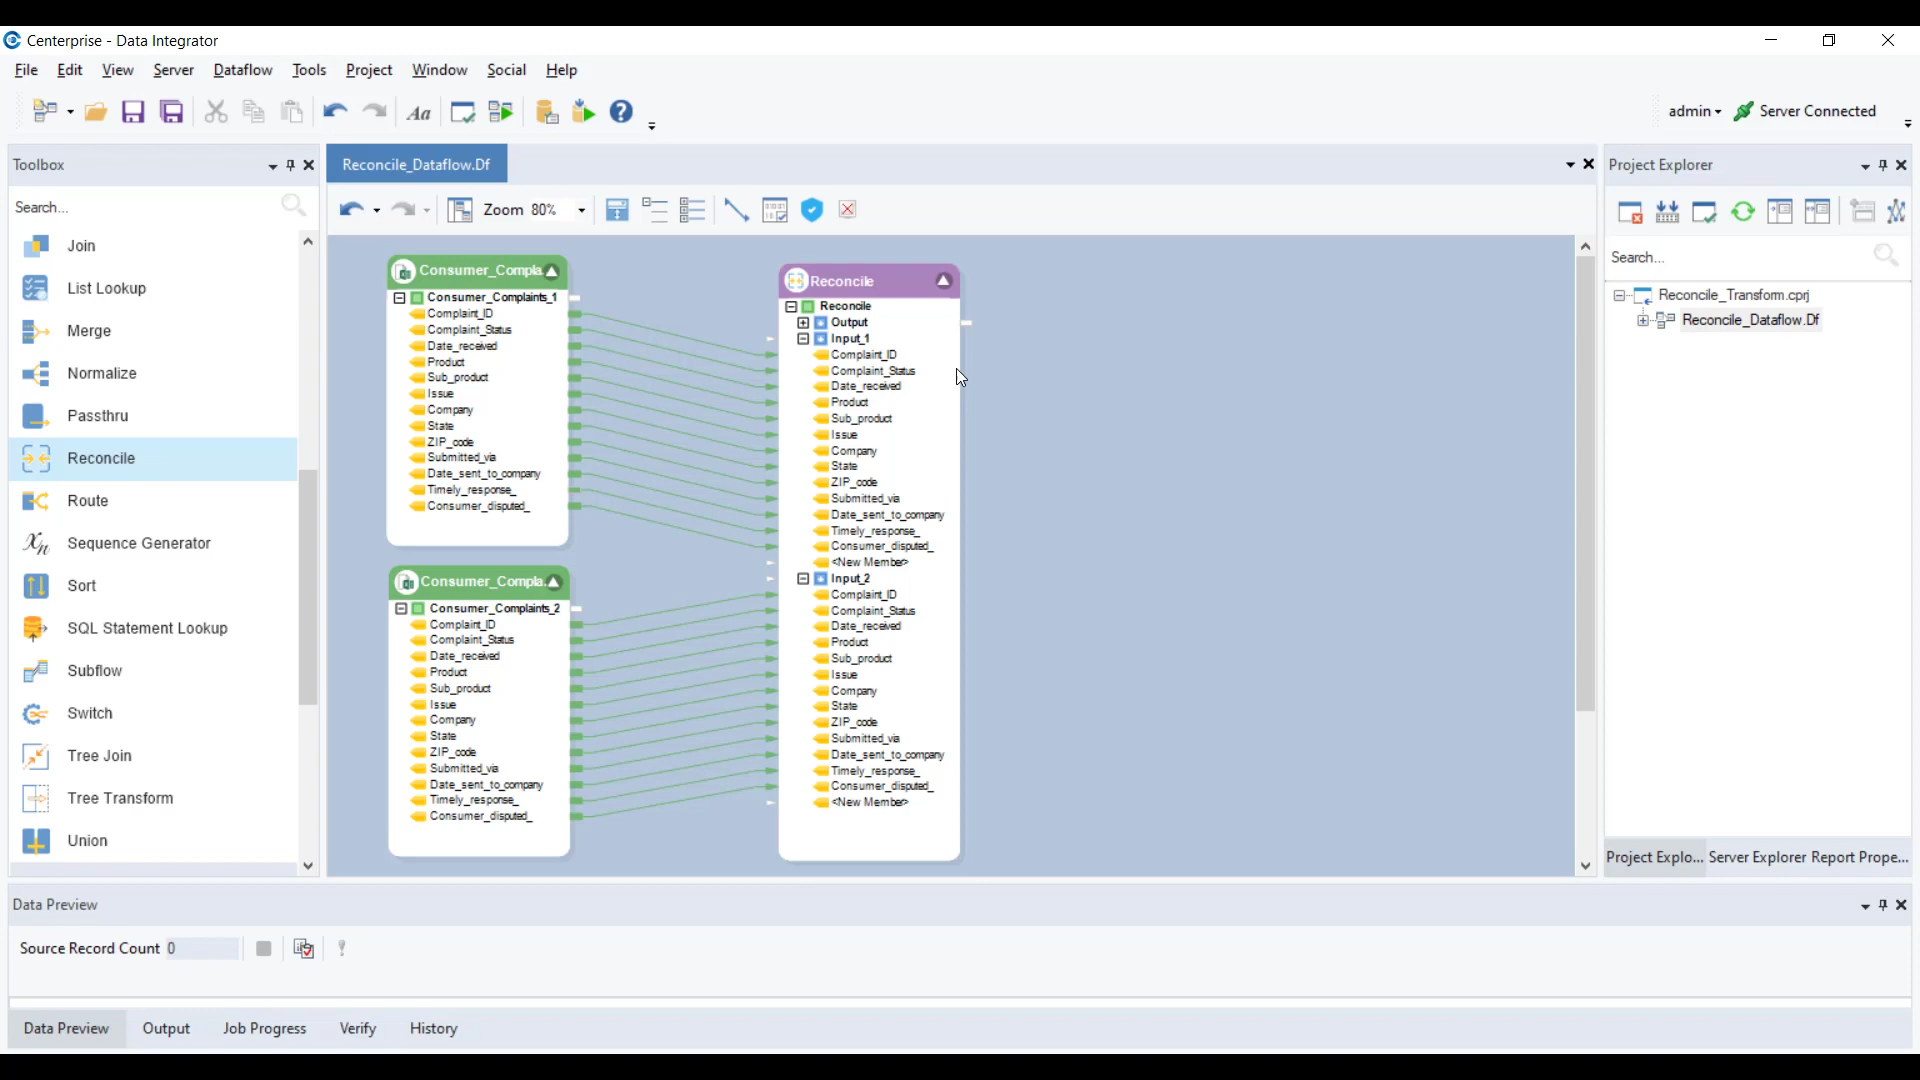 Centerprise - Data Integrator
File Edit View Server Dataflow Tools Project Window Social Help
Aa
admin
Server Connected
Toolbox
Search...
Join
List Lookup
Merge
Normalize
Passthru
Reconcile
Route
Xn Sequence Generator
Sort
SQL Statement Lookup
Subflow
Switch
Tree Join
Tree Transform
Union
Reconcile_Dataflow.Df
Zoom 80%
Consumer_Compla
Consumer_Complaints_1
Complaint_ID
Complaint_Status
Date_received
Product
Sub_product
Issue
Company
State
ZIP_code
Submitted_via
Date_sent_to_company
Timely_response_
Consumer_disputed_
Consumer_Compla.
Consumer_Complaints_2
Complaint_ID
Complaint_Status
Date_received
Product
Sub_product
Issue
Company
State
ZIP_code
Submitted_via
Date_sent_to_company
Timely_response_
Consumer_disputed_
Reconcile
Reconcile
Output
Input_1
Complaint_ID
Complaint_Status
Date_received
Product
Sub_product
Issue
Company
State
ZIP_code
Submitted_via
Date_sent_to_company
Timely_response_
Consumer_disputed_
<New Member>
Input_2
Complaint_ID
Complaint_Status
Date_received
Product
Sub_product
Issue
Company
State
ZIP_code
Submitted_via
Date_sent_to_company
Timely_response_
Consumer_disputed_
<New Member>
Project Explorer
Search...
Reconcile_Transform.cprj
Reconcile_Dataflow.Df
Project Explo... Server Explorer Report Prope...
Data Preview
Source Record Count 0
Data Preview Output Job Progress Verify History